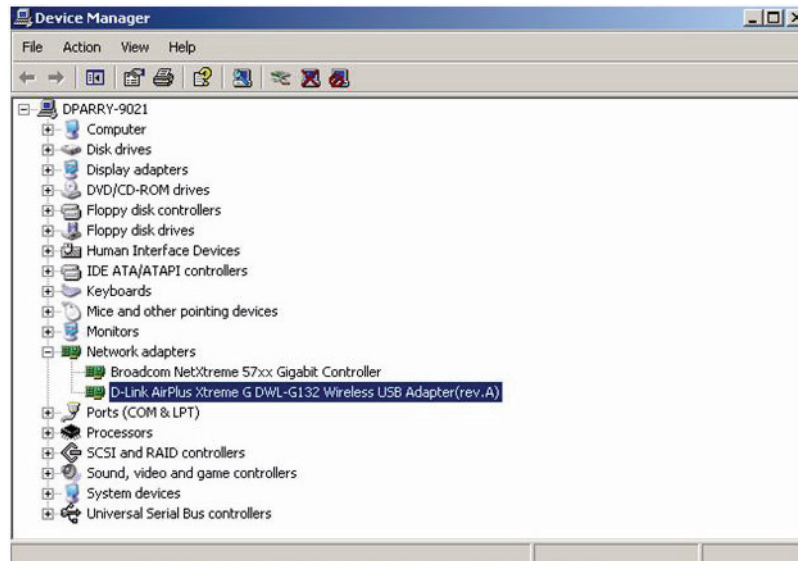 Device Manager
File Action View Help
DPARRY-9021
Computer
Disk drives
Display adapters
DVD/CD-ROM drives
Floppy disk controllers
Floppy disk drives
Human Interface Devices
IDE ATA/ATAPI controllers
Keyboards
Mice and other pointing devices
Monitors
Network adapters
Broadcom NetXtreme 57xx Gigabit Controller
D-Link AirPlus Xtreme G DWL-G132 Wireless USB Adapter(rev.A)
Ports (COM & LPT)
Processors
SCSI and RAID controllers
Sound, video and game controllers
System devices
Universal Serial Bus controllers